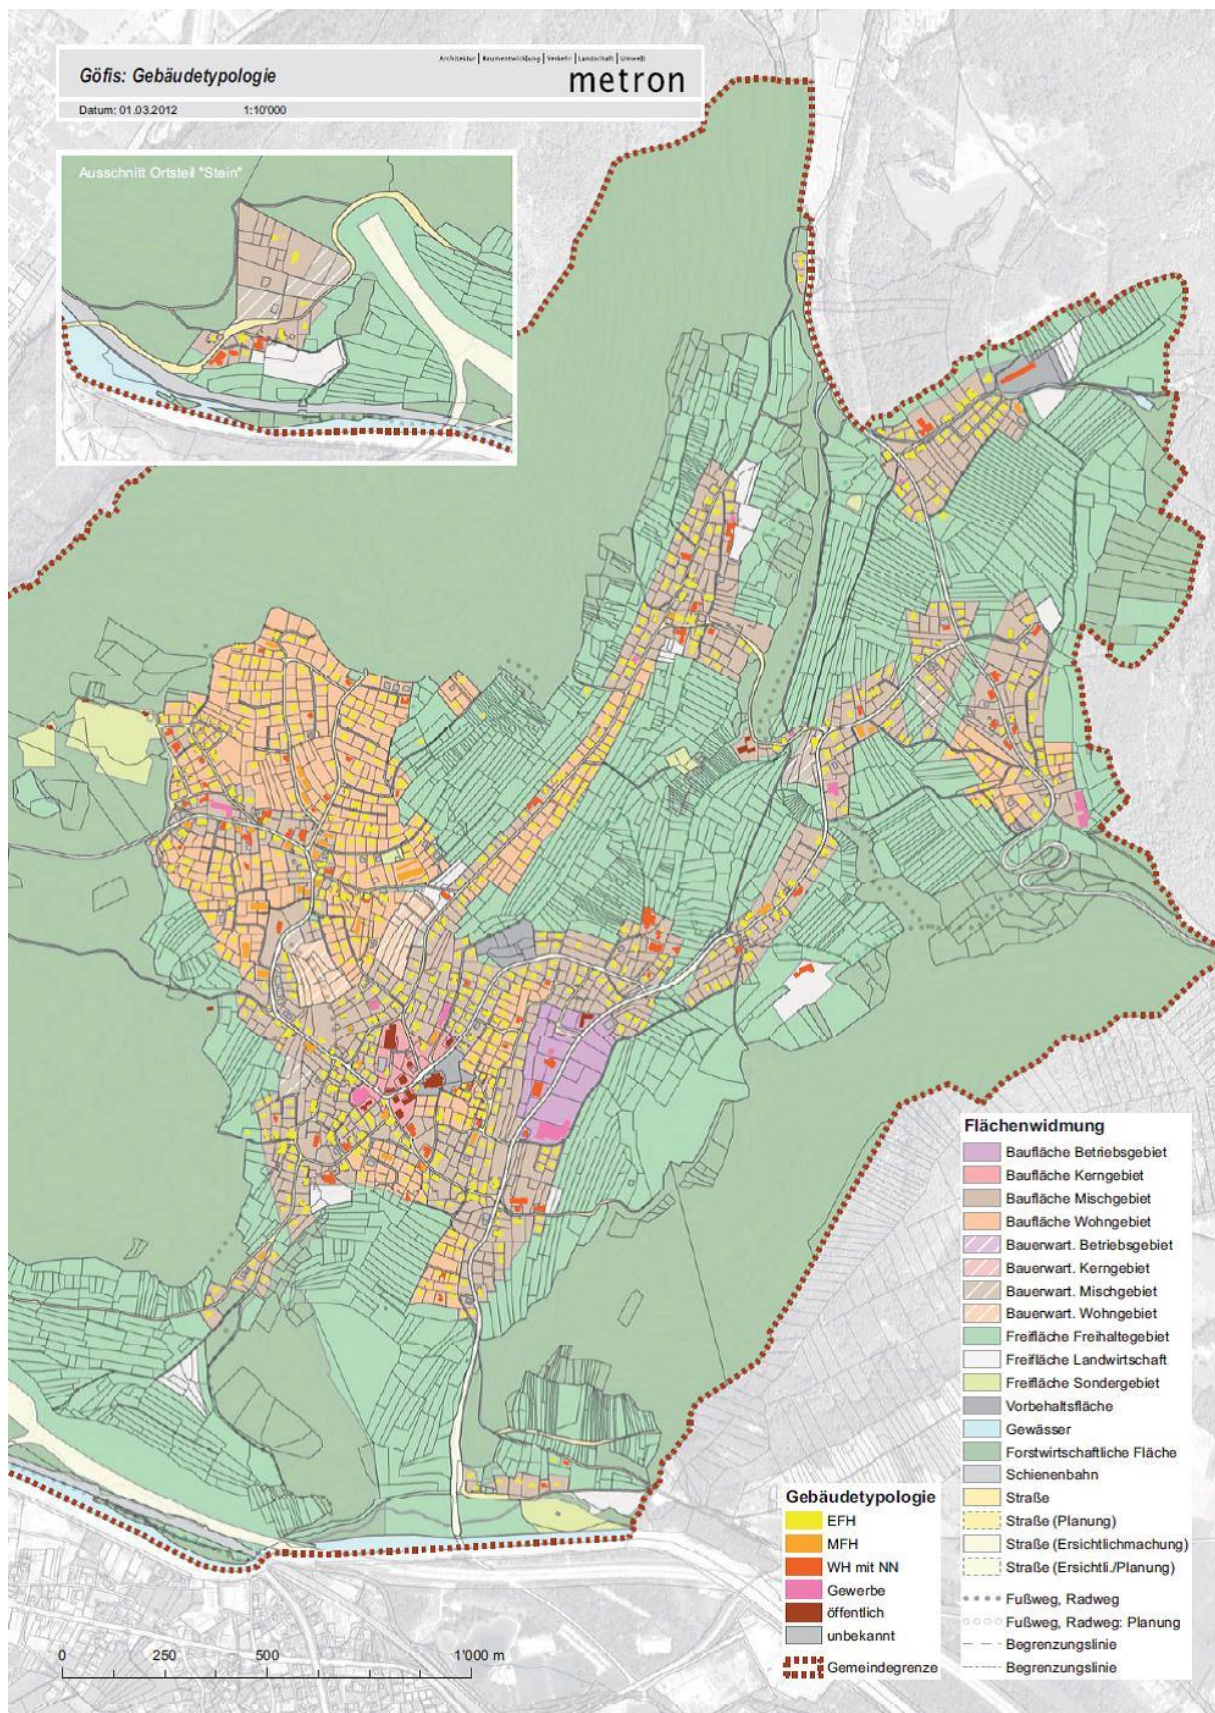 Architektur | Raumentwicklung | Verkehr | Landschaft | Umwelt
Göfis: Gebäudetypologie
metron
Datum: 01.03.2012 1:10'000
Ausschnitt Ortsteil "Stein"
Flächenwidmung
Baufläche Betriebsgebiet
Baufläche Kerngebiet
Baufläche Mischgebiet
Baufläche Wohngebiet
Bauerwart. Betriebsgebiet
Bauerwart. Kerngebiet
Bauerwart. Mischgebiet
Bauerwart. Wohngebiet
Freifläche Freihaltegebiet
Freifläche Landwirtschaft
Freifläche Sondergebiet
Vorbehaltsfläche
Gewässer
Forstwirtschaftliche Fläche
Schienenbahn
Straße
Straße (Planung)
Straße (Ersichtlichmachung)
Straße (Ersichtli./Planung)
Fußweg, Radweg
Fußweg, Radweg: Planung
Begrenzungslinie
Begrenzungslinie
Gebäudetypologie
EFH
MFH
WH mit NN
Gewerbe
öffentlich
unbekannt
Gemeindegrenze
0 250 500 1'000 m